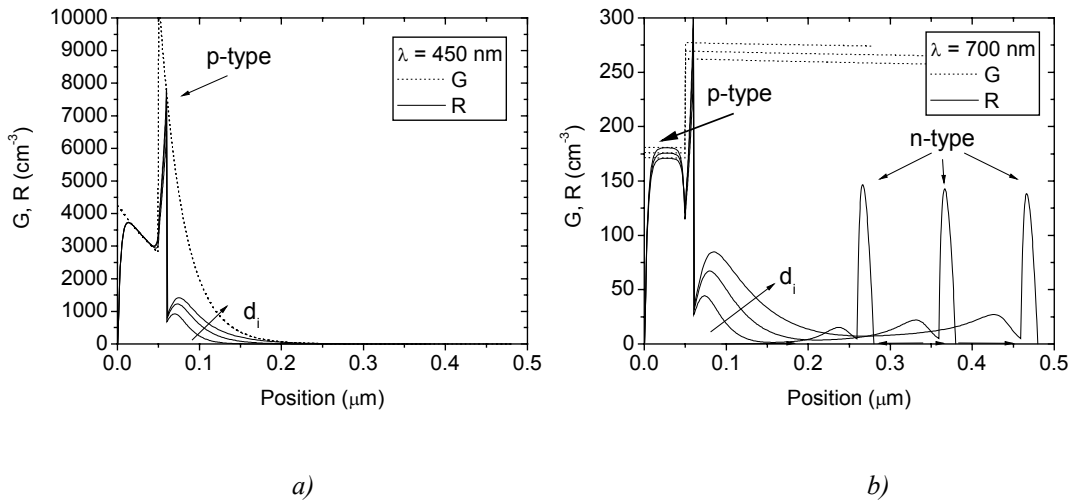 10000
9000
8000
7000
6000
5000
4000
3000
2000
1000
0
G, R (cm-3)
p-type
λ = 450 nm
G
R
di
0.0 0.1 0.2 0.3 0.4 0.5
Position (μm)
a)
300
250
200
150
100
50
0
G, R (cm-3)
p-type
λ = 700 nm
G
R
n-type
di
0.0 0.1 0.2 0.3 0.4 0.5
Position (μm)
b)